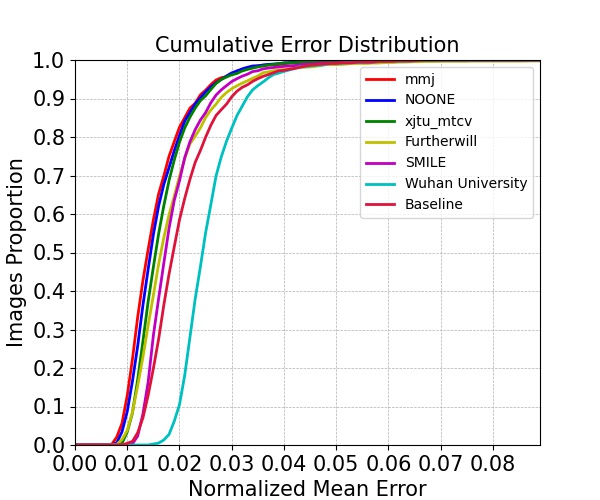 Cumulative Error Distribution
1.0
0.9
0.8
0.7
0.6
0.5
0.4
0.3
0.2
0.1
0.0
Images Proportion
mmj
NOONE
xjtu_mtcv
Furtherwill
SMILE
Wuhan University
Baseline
0.00 0.01 0.02 0.03 0.04 0.05 0.06 0.07 0.08
Normalized Mean Error